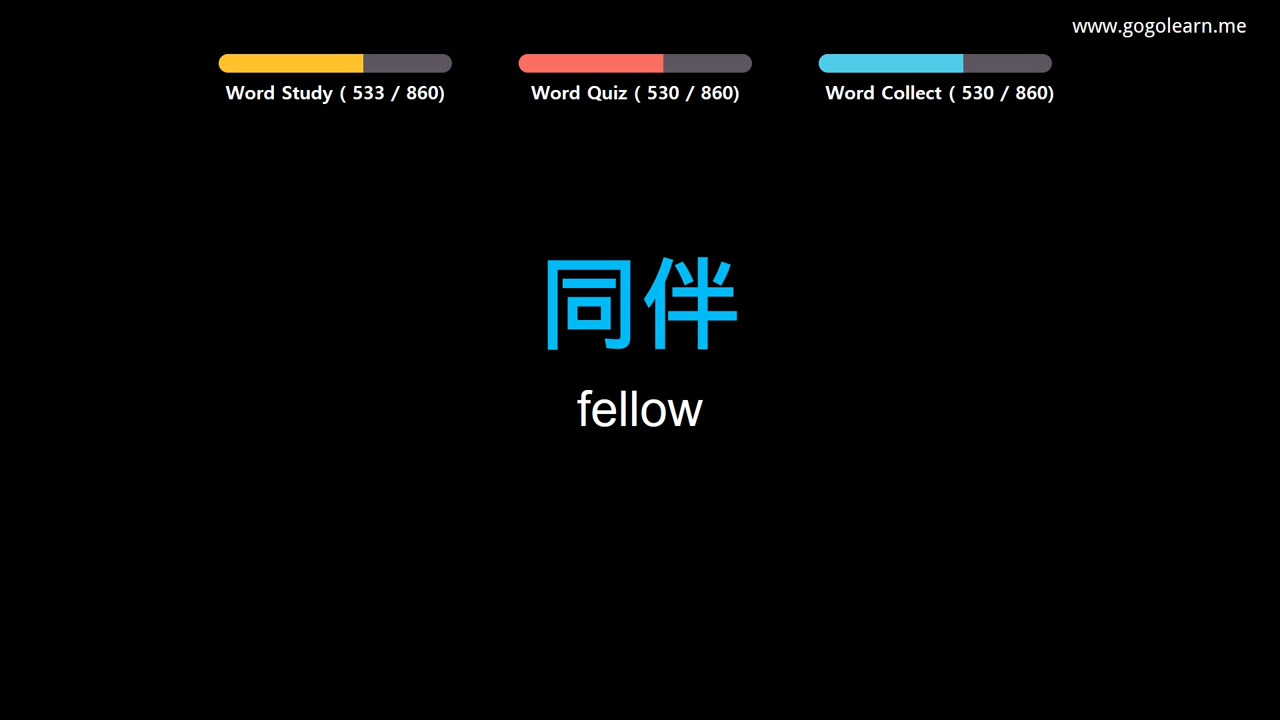 www.gogolearn.me
Word Study ( 533 / 860)
Word Quiz ( 530 / 860)
Word Collect ( 530 / 860)
同伴
fellow